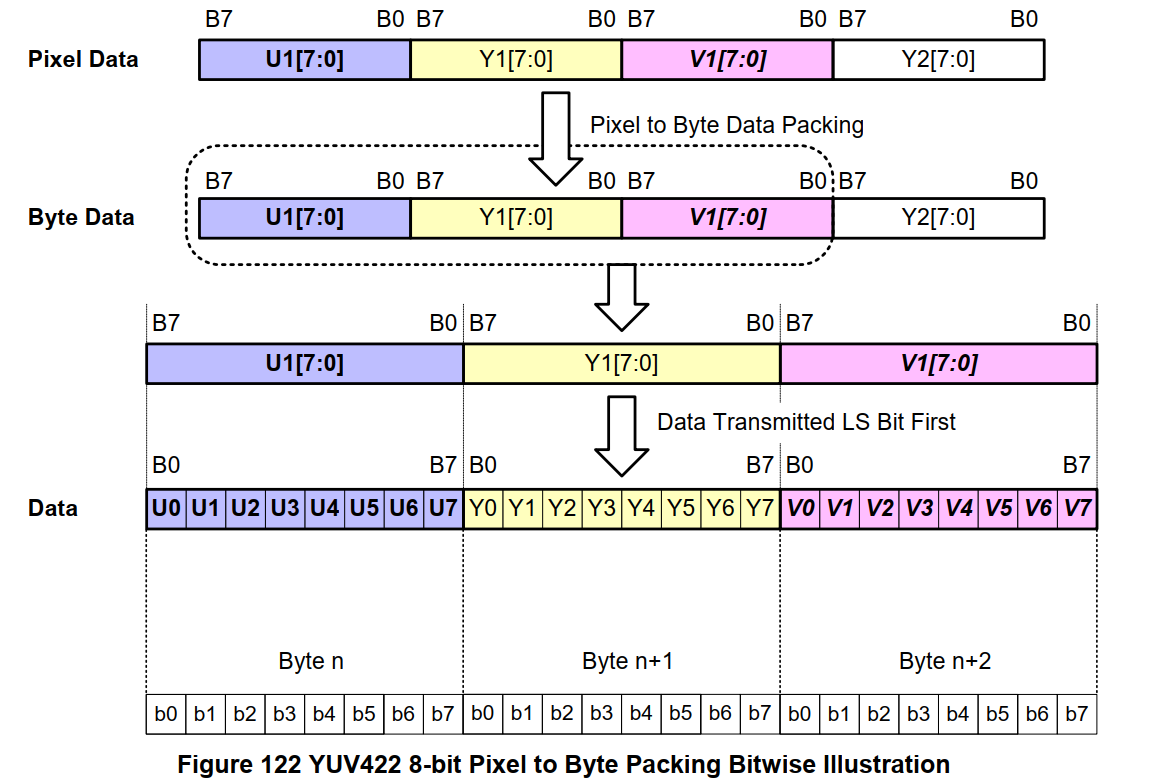 B7 B0 B7 B0 B7 B0 B7 B0
Pixel Data U1[7:0] Y1[7:0] V1[7:0] Y2[7:0]
Pixel to Byte Data Packing
B7 B0 B7 B0 B7 B0 B7 B0
Byte Data U1[7:0] Y1[7:0] V1[7:0] Y2[7:0]
B7 B0 B7 B0 B7 B0
U1[7:0] Y1[7:0] V1[7:0]
Data Transmitted LS Bit First
B0 B7 B0 B7 B0 B7
Data U0 U1 U2 U3 U4 U5 U6 U7 Y0 Y1 Y2 Y3 Y4 Y5 Y6 Y7 V0 V1 V2 V3 V4 V5 V6 V7
Byte n Byte n+1 Byte n+2
b0 b1 b2 b3 b4 b5 b6 b7 b0 b1 b2 b3 b4 b5 b6 b7 b0 b1 b2 b3 b4 b5 b6 b7
Figure 122 YUV422 8-bit Pixel to Byte Packing Bitwise Illustration